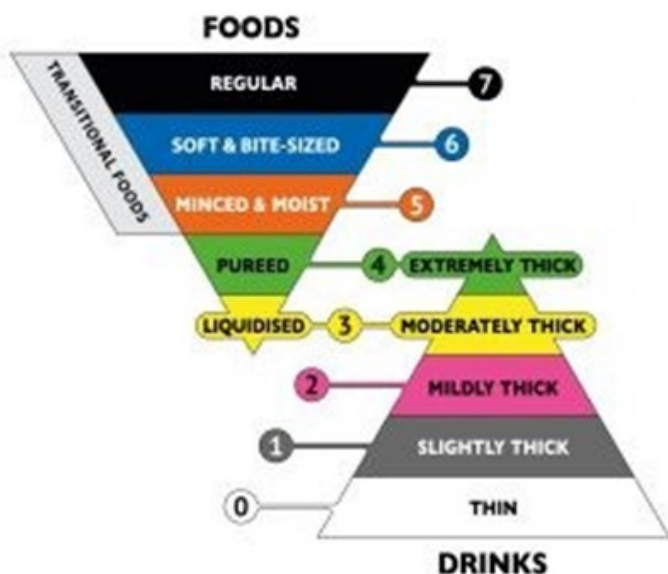 FOODS
TRANSITIONAL FOODS
REGULAR 7
SOFT & BITE-SIZED 6
MINCED & MOIST 5
PUREED 4 EXTREMELY THICK
LIQUIDISED 3 MODERATELY THICK
2 MILDLY THICK
1 SLIGHTLY THICK
0 THIN
DRINKS